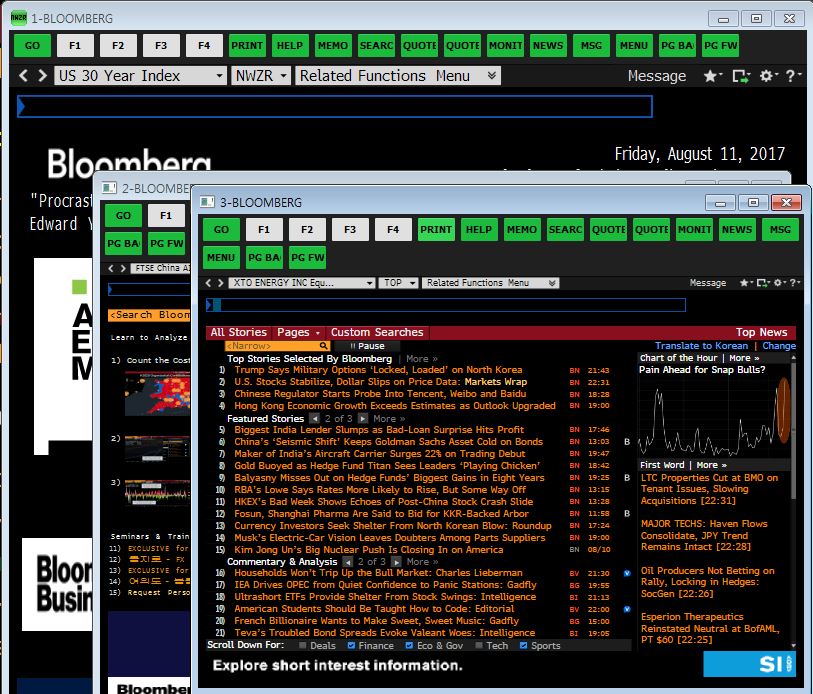 1-BLOOMBERG
GO F1 F2 F3 F4 PRINT HELP MEMO SEARC QUOTE QUOTE MONIT NEWS MSG MENU PG BA PG FW
US 30 Year Index NWZR Related Functions Menu Message
Bloomberg
Friday, August 11, 2017
"Procrast
Edward Y
Bloom
Busin
2-BLOOMBE
GO F1
PG BA PG FW
FTSE China A
<Search Bloom
Learn to Analyze
1) Count the Cost
2)
3)
Seminars & Train
11) EXCLUSIVE for
12)
13) EXCLUSIVE for
14)
15) Request Perso
Bloomber
3-BLOOMBERG
GO F1 F2 F3 F4 PRINT HELP MEMO SEARC QUOTE QUOTE MONIT NEWS MSG
MENU PG BA PG FW
XTO ENERGY INC Equ... TOP Related Functions Menu Message
All Stories Pages Custom Searches Top News
<Narrow> Pause Translate to Korean | Change
Top Stories Selected By Bloomberg | More »
1) Trump Says Military Options ‘Locked, Loaded’ on North Korea BN 21:43
2) U.S. Stocks Stabilize, Dollar Slips on Price Data: Markets Wrap BN 22:31
3) Chinese Regulator Starts Probe Into Tencent, Weibo and Baidu BN 18:28
4) Hong Kong Economic Growth Exceeds Estimates as Outlook Upgraded BN 19:00
Featured Stories 2 of 3 More »
5) Biggest India Lender Slumps as Bad-Loan Surprise Hits Profit BN 17:46
6) China’s ‘Seismic Shift’ Keeps Goldman Sachs Asset Cold on Bonds BN 13:03 B
7) Maker of India’s Aircraft Carrier Surges 22% on Trading Debut BN 19:47
8) Gold Buoyed as Hedge Fund Titan Sees Leaders ‘Playing Chicken’ BN 18:42
9) Balyasny Misses Out on Hedge Funds’ Biggest Gains in Eight Years BN 19:25 B
10) RBA’s Lowe Says Rates More Likely to Rise, But Some Way Off BN 13:15
11) HKEX’s Bad Week Shows Echoes of Post-China Stock Crash Slide BN 13:28
12) Fosun, Shanghai Pharma Are Said to Bid for KKR-Backed Arbor BN 11:58 B
13) Currency Investors Seek Shelter From North Korean Blow: Roundup BN 17:24
14) Musk’s Electric-Car Vision Leaves Doubters Among Parts Suppliers BN 19:00
15) Kim Jong Un’s Big Nuclear Push Is Closing In on America BN 08/10
Commentary & Analysis 2 of 3 More »
16) Households Won’t Trip Up the Bull Market: Charles Lieberman BV 21:30
17) IEA Drives OPEC from Quiet Confidence to Panic Stations: Gadfly BG 19:55
18) Ultrashort ETFs Provide Shelter From Stock Swings: Intelligence BI 21:13
19) American Students Should Be Taught How to Code: Editorial BV 22:00
20) French Billionaire Wants to Make Sweet, Sweet Music: Gadfly BG 15:00
21) Teva’s Troubled Bond Spreads Evoke Valeant Woes: Intelligence BI 19:05
Scroll Down For: Deals Finance Eco & Gov Tech Sports
Explore short interest information.
Chart of the Hour | More »
Pain Ahead for Snap Bulls?
First Word | More »
LTC Properties Cut at BMO on
Tenant Issues, Slowing
Acquisitions [22:31]
MAJOR TECHS: Haven Flows
Consolidate, JPY Trend
Remains Intact [22:28]
Oil Producers Not Betting on
Rally, Locking in Hedges:
SocGen [22:26]
Esperion Therapeutics
Reinstated Neutral at BofAML,
PT $60 [22:25]
SI